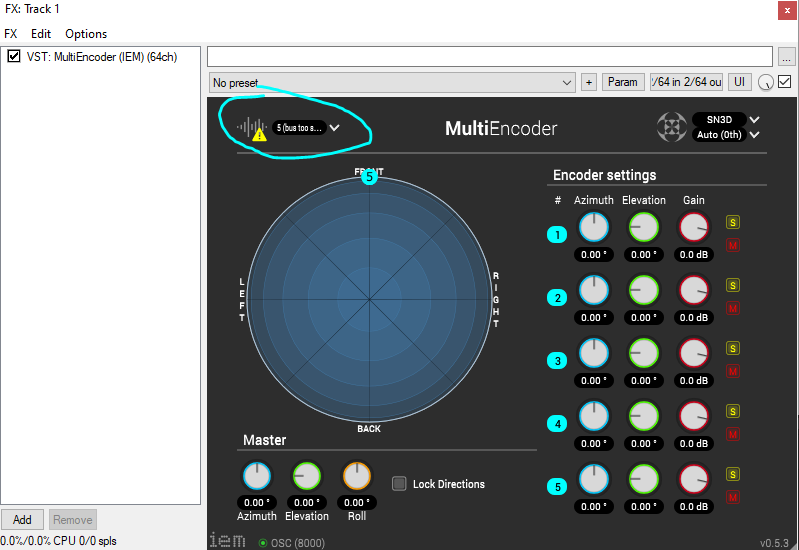 FX: Track 1
FX Edit Options
VST: MultiEncoder (IEM) (64ch)
...
No preset
+
Param
/64 in 2/64 ou
UI
5 (bus too s...
MultiEncoder
SN3D
Auto (0th)
FRONT
5
LEFT
RIGHT
BACK
Encoder settings
# Azimuth Elevation Gain
1
S
M
0.00 ° 0.00 ° 0.0 dB
2
S
M
0.00 ° 0.00 ° 0.0 dB
3
S
M
0.00 ° 0.00 ° 0.0 dB
4
S
M
0.00 ° 0.00 ° 0.0 dB
5
S
M
0.00 ° 0.00 ° 0.0 dB
Master
0.00 ° 0.00 ° 0.00 °
Azimuth Elevation Roll
Lock Directions
Add Remove
0.0%/0.0% CPU 0/0 spls
iem
OSC (8000)
v0.5.3